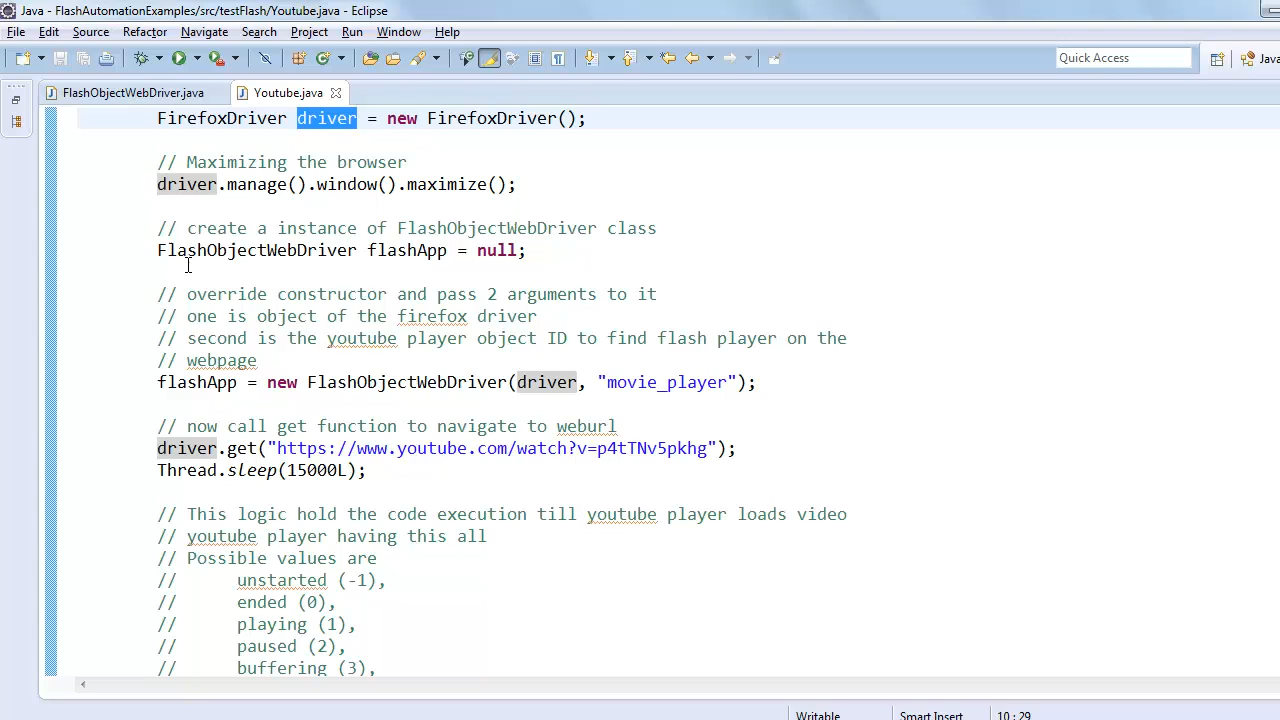 Java - FlashAutomationExamples/src/testFlash/Youtube.java - Eclipse
File Edit Source Refactor Navigate Search Project Run Window Help
Quick Access Java
FlashObjectWebDriver.java Youtube.java
FirefoxDriver driver = new FirefoxDriver();
// Maximizing the browser
driver.manage().window().maximize();
// create a instance of FlashObjectWebDriver class
FlashObjectWebDriver flashApp = null;
// override constructor and pass 2 arguments to it
// one is object of the firefox driver
// second is the youtube player object ID to find flash player on the
// webpage
flashApp = new FlashObjectWebDriver(driver, "movie_player");
// now call get function to navigate to weburl
driver.get("https://www.youtube.com/watch?v=p4tTNv5pkhg");
Thread.sleep(15000L);
// This logic hold the code execution till youtube player loads video
// youtube player having this all
// Possible values are
// unstarted (-1),
// ended (0),
// playing (1),
// paused (2),
// buffering (3),
Writable Smart Insert 10 : 29